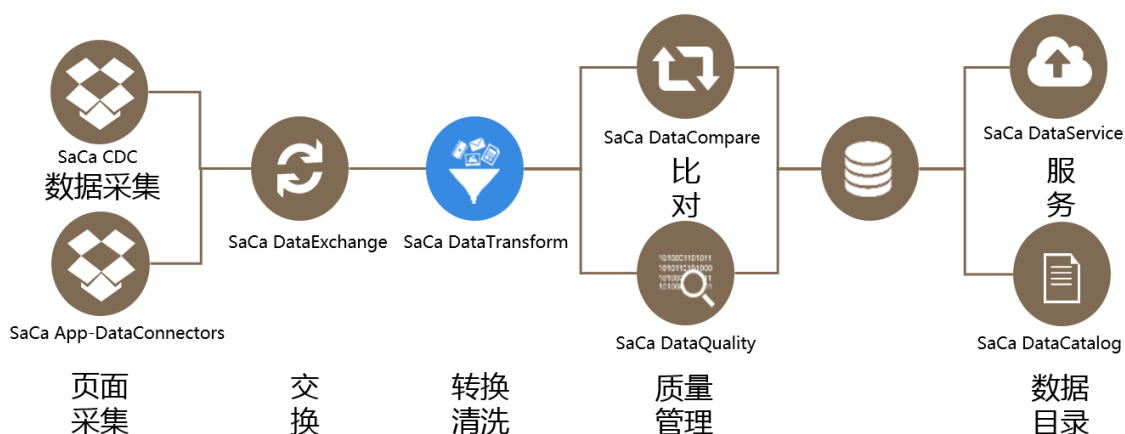 SaCa CDC
数据采集
SaCa App-DataConnectors
页面
采集
SaCa DataExchange
交
换
SaCa DataTransform
转换
清洗
SaCa DataCompare
比
对
1010001101011
1010110101000
SaCa DataQuality
质量
管理
SaCa DataService
服
务
SaCa DataCatalog
数据
目录